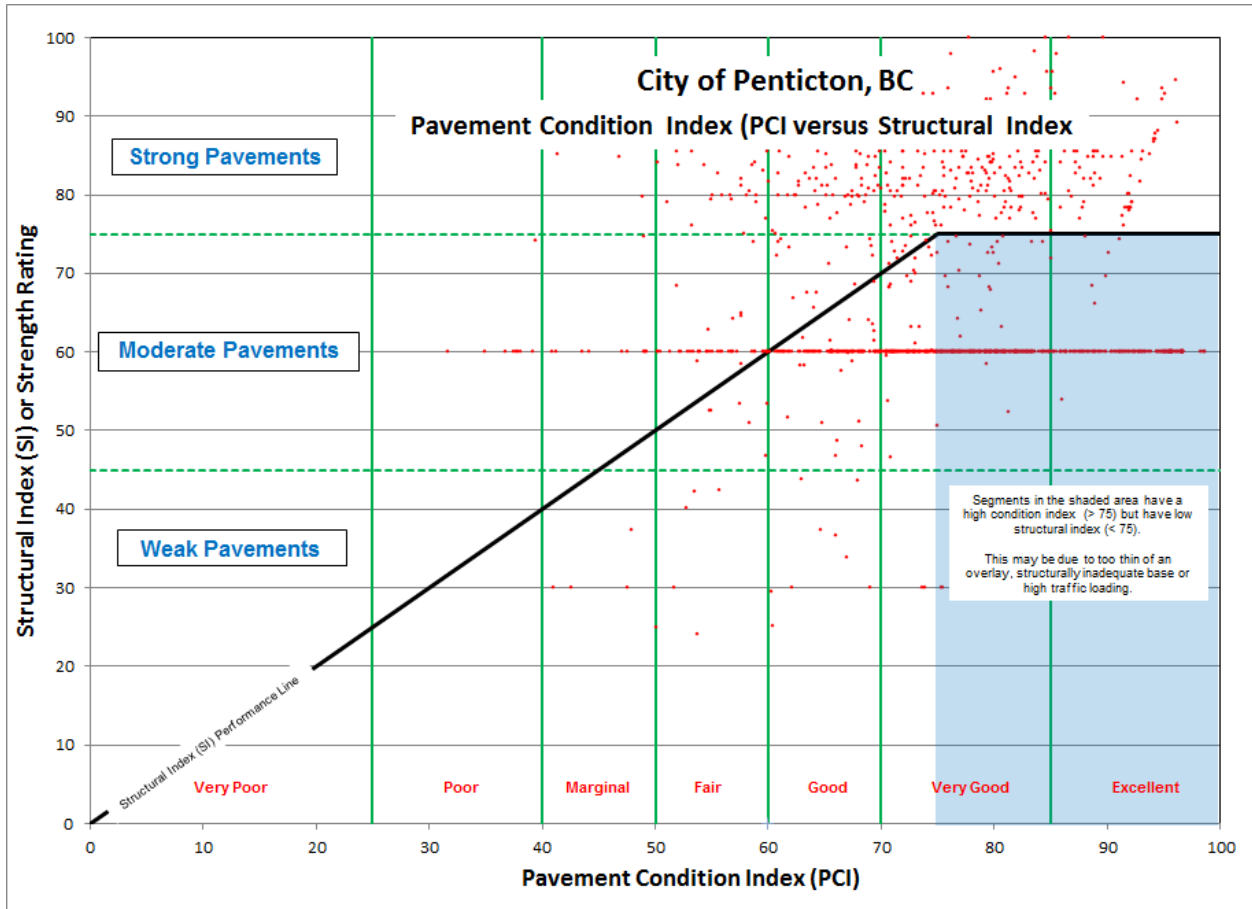 City of Penticton, BC
Pavement Condition Index (PCI versus Structural Index
Structural Index (SI) or Strength Rating
100
90
80
70
60
50
40
30
20
10
0
Strong Pavements
Moderate Pavements
Weak Pavements
Segments in the shaded area have a
high condition index (> 75) but have low
structural index (< 75).
This may be due to too thin of an
overlay, structurally inadequate base or
high traffic loading.
Structural Index (SI) Performance Line
Very Poor
Poor
Marginal
Fair
Good
Very Good
Excellent
0
10
20
30
40
50
60
70
80
90
100
Pavement Condition Index (PCI)